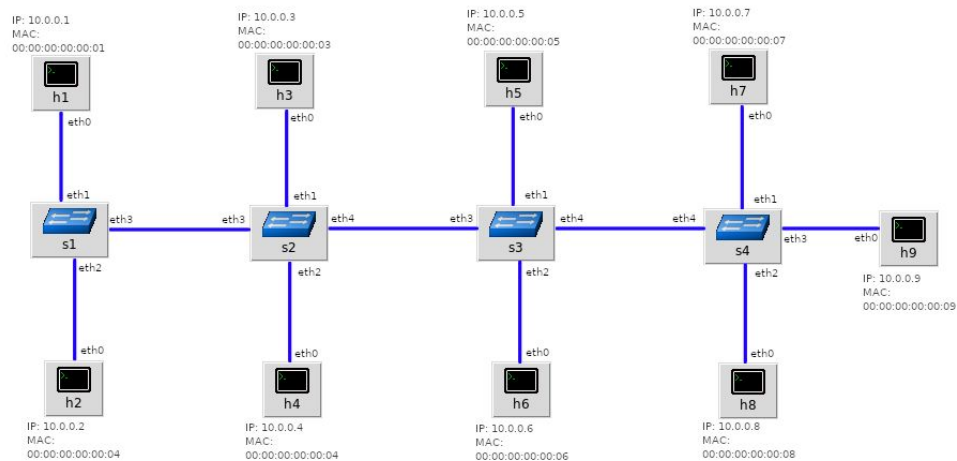 IP: 10.0.0.1
MAC:
00:00:00:00:00:01
IP: 10.0.0.3
MAC:
00:00:00:00:00:03
IP: 10.0.0.5
MAC:
00:00:00:00:00:05
IP: 10.0.0.7
MAC:
00:00:00:00:00:07
h1
h3
h5
h7
eth0
eth0
eth0
eth0
eth1
eth1
eth1
eth1
eth3
eth3
eth4
eth3
eth4
eth4
eth3
eth0
s1
s2
s3
s4
h9
eth2
eth2
eth2
eth2
IP: 10.0.0.9
MAC:
00:00:00:00:00:09
eth0
eth0
eth0
eth0
h2
h4
h6
h8
IP: 10.0.0.2
MAC:
00:00:00:00:00:04
IP: 10.0.0.4
MAC:
00:00:00:00:00:04
IP: 10.0.0.6
MAC:
00:00:00:00:00:06
IP: 10.0.0.8
MAC:
00:00:00:00:00:08